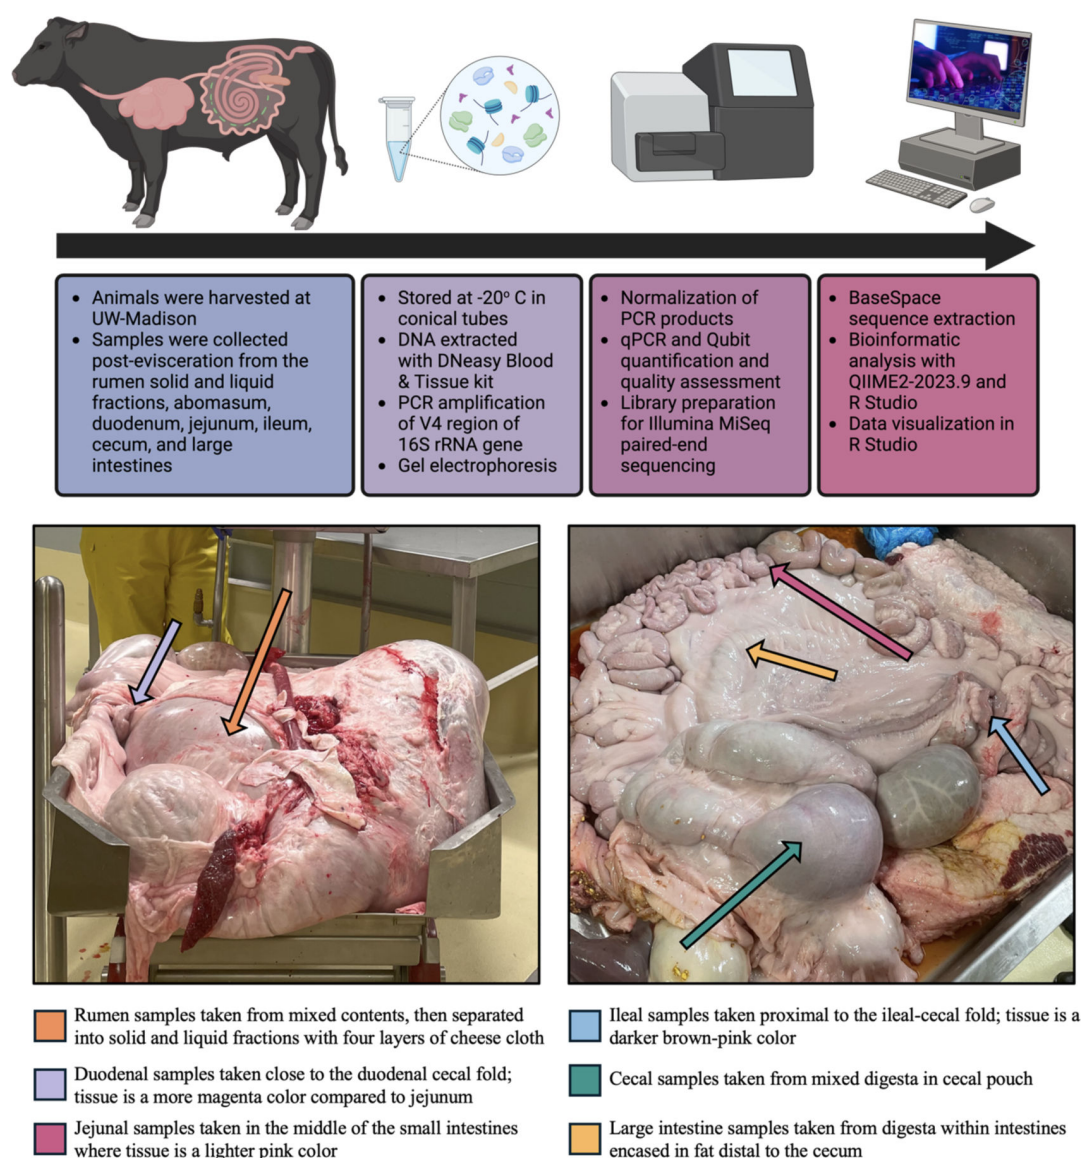 • Animals were harvested at
UW-Madison
• Samples were collected
post-evisceration from the
rumen solid and liquid
fractions, abomasum,
duodenum, jejunum, ileum,
cecum, and large
intestines
• Stored at -20° C in
conical tubes
• DNA extracted
with DNeasy Blood
& Tissue kit
• PCR amplification
of V4 region of
16S rRNA gene
• Gel electrophoresis
• Normalization of
PCR products
• qPCR and Qubit
quantification and
quality assessment
• Library preparation
for Illumina MiSeq
paired-end
sequencing
• BaseSpace
sequence extraction
• Bioinformatic
analysis with
QIIME2-2023.9 and
R Studio
• Data visualization in
R Studio
Rumen samples taken from mixed contents, then separated
into solid and liquid fractions with four layers of cheese cloth
Duodenal samples taken close to the duodenal cecal fold;
tissue is a more magenta color compared to jejunum
Jejunal samples taken in the middle of the small intestines
where tissue is a lighter pink color
Ileal samples taken proximal to the ileal-cecal fold; tissue is a
darker brown-pink color
Cecal samples taken from mixed digesta in cecal pouch
Large intestine samples taken from digesta within intestines
encased in fat distal to the cecum